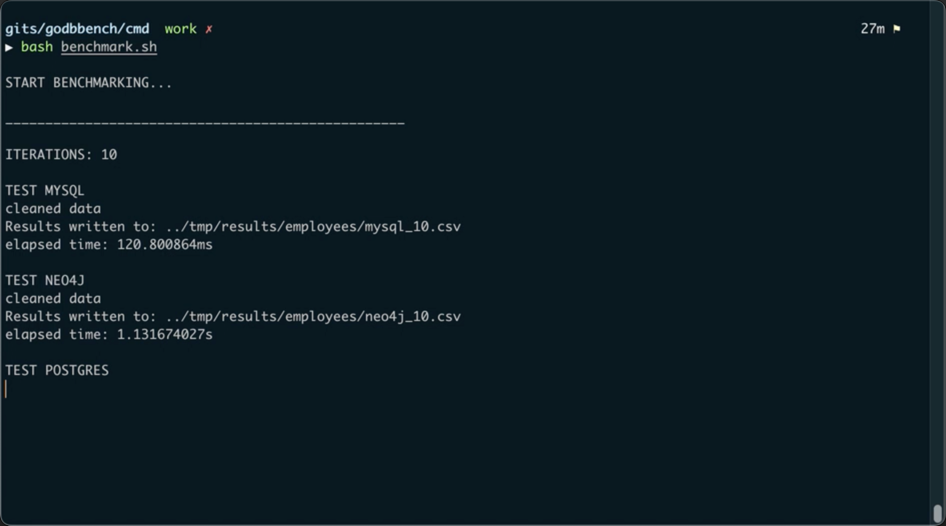 gits/godbbench/cmd work ✗ 27m ⚑
▶ bash benchmark.sh
START BENCHMARKING...
__________________________________________________
ITERATIONS: 10
TEST MYSQL
cleaned data
Results written to: ../tmp/results/employees/mysql_10.csv
elapsed time: 120.800864ms
TEST NEO4J
cleaned data
Results written to: ../tmp/results/employees/neo4j_10.csv
elapsed time: 1.131674027s
TEST POSTGRES